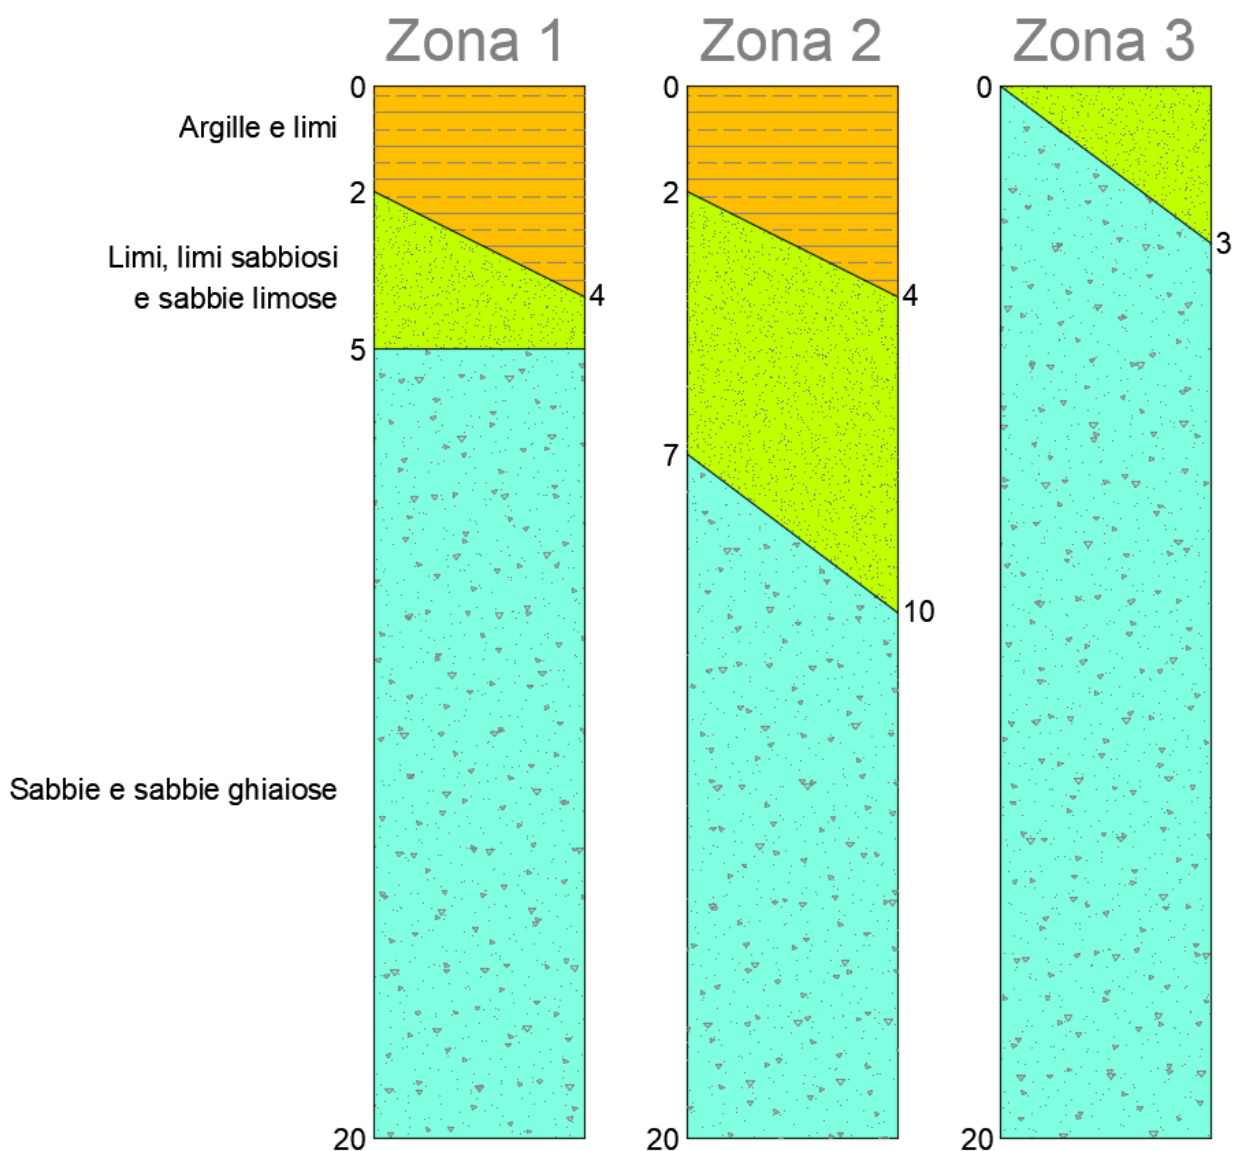 Zona 1 Zona 2 Zona 3
0 0 0
Argille e limi
2 2
3
Limi, limi sabbiosi
e sabbie limose
4 4
5
7
10
Sabbie e sabbie ghiaiose
20 20 20